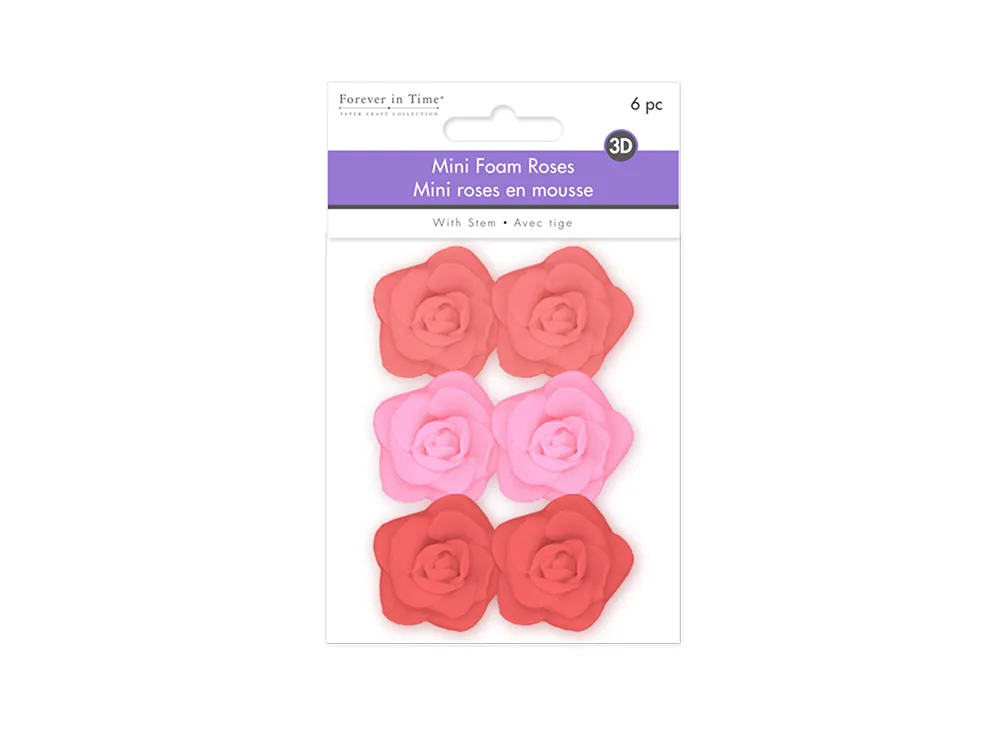 Forever in Time®
PAPER CRAFT COLLECTION
6 pc
3D
Mini Foam Roses
Mini roses en mousse
With Stem • Avec tige